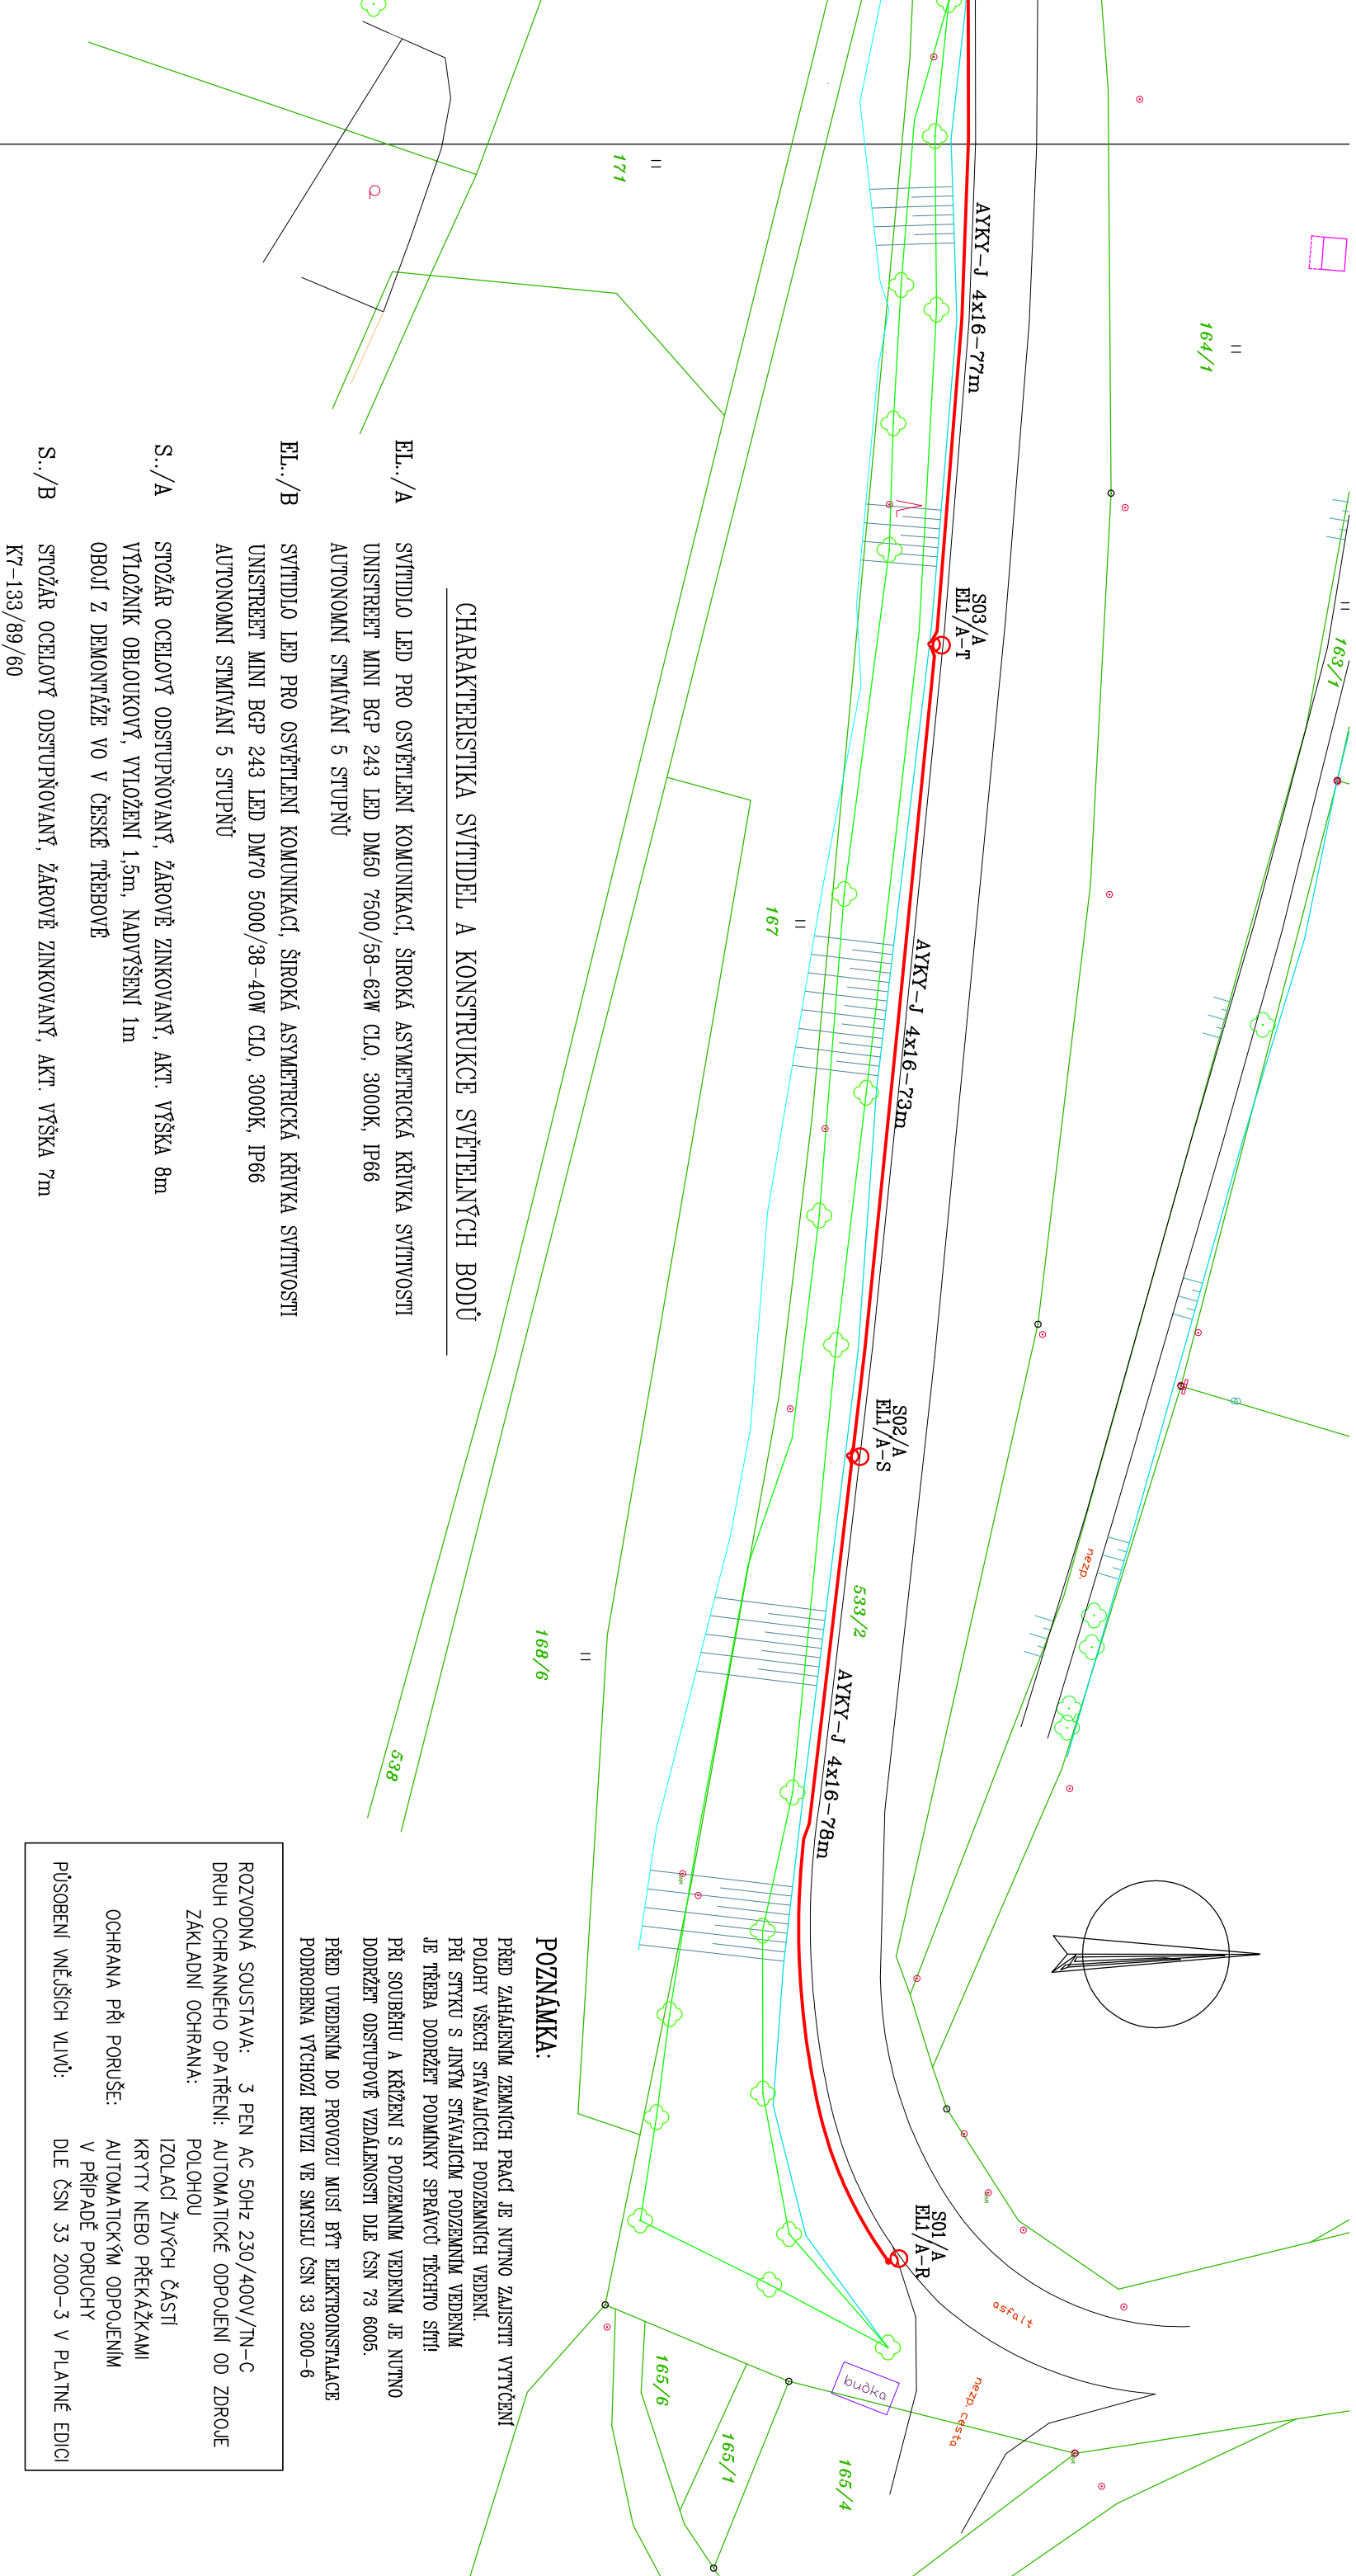 171
164/1
163/1
AYKY-J 4x16-77m
S03/A
EL1/A-T
167
AYKY-J 4x16-73m
S02/A
EL1/A-S
nezp.
533/2
168/6
538
AYKY-J 4x16-78m
S01/A
EL1/A-R
asfalt
nezp. cesta
buďka
165/6
165/1
165/4
CHARAKTERISTIKA SVÍTIDEL A KONSTRUKCE SVĚTELNÝCH BODŮ
EL../A SVÍTIDLO LED PRO OSVĚTLENÍ KOMUNIKACÍ, ŠIROKÁ ASYMETRICKÁ KŘIVKA SVÍTIVOSTI
UNISTREET MINI BGP 243 LED DM50 7500/58-62W CLO, 3000K, IP66
AUTONOMNÍ STMÍVÁNÍ 5 STUPŇŮ
EL../B SVÍTIDLO LED PRO OSVĚTLENÍ KOMUNIKACÍ, ŠIROKÁ ASYMETRICKÁ KŘIVKA SVÍTIVOSTI
UNISTREET MINI BGP 243 LED DM70 5000/38-40W CLO, 3000K, IP66
AUTONOMNÍ STMÍVÁNÍ 5 STUPŇŮ
S../A STOŽÁR OCELOVÝ ODSTUPŇOVANÝ, ŽÁROVĚ ZINKOVANÝ, AKT. VÝŠKA 8m
VÝLOŽNÍK OBLOUKOVÝ, VYLOŽENÍ 1,5m, NADVÝŠENÍ 1m
OBOJÍ Z DEMONTÁŽE VO V ČESKÉ TŘEBOVÉ
S../B STOŽÁR OCELOVÝ ODSTUPŇOVANÝ, ŽÁROVĚ ZINKOVANÝ, AKT. VÝŠKA 7m
K7-133/89/60
POZNÁMKA:
PŘED ZAHÁJENÍM ZEMNÍCH PRACÍ JE NUTNO ZAJISTIT VYTYČENÍ
POLOHY VŠECH STÁVAJÍCÍCH PODZEMNÍCH VEDENÍ.
PŘI STYKU S JINÝM STÁVAJÍCÍM PODZEMNÍM VEDENÍM
JE TŘEBA DODRŽET PODMÍNKY SPRÁVCŮ TĚCHTO SÍTÍ!
PŘI SOUBĚHU A KŘÍŽENÍ S PODZEMNÍM VEDENÍM JE NUTNO
DODRŽET ODSTUPOVÉ VZDÁLENOSTI DLE ČSN 73 6005.
PŘED UVEDENÍM DO PROVOZU MUSÍ BÝT ELEKTROINSTALACE
PODROBENA VÝCHOZÍ REVIZI VE SMYSLU ČSN 33 2000-6
ROZVODNÁ SOUSTAVA: 3 PEN AC 50Hz 230/400V/TN-C
DRUH OCHRANNÉHO OPATŘENÍ: AUTOMATICKÉ ODPOJENÍ OD ZDROJE
ZÁKLADNÍ OCHRANA: POLOHOU
IZOLACÍ ŽIVÝCH ČÁSTÍ
KRYTY NEBO PŘEKÁŽKAMI
OCHRANA PŘI PORUŠE: AUTOMATICKÝM ODPOJENÍM
V PŘÍPADĚ PORUCHY
PŮSOBENÍ VNĚJŠÍCH VLIVŮ: DLE ČSN 33 2000-3 V PLATNÉ EDICI